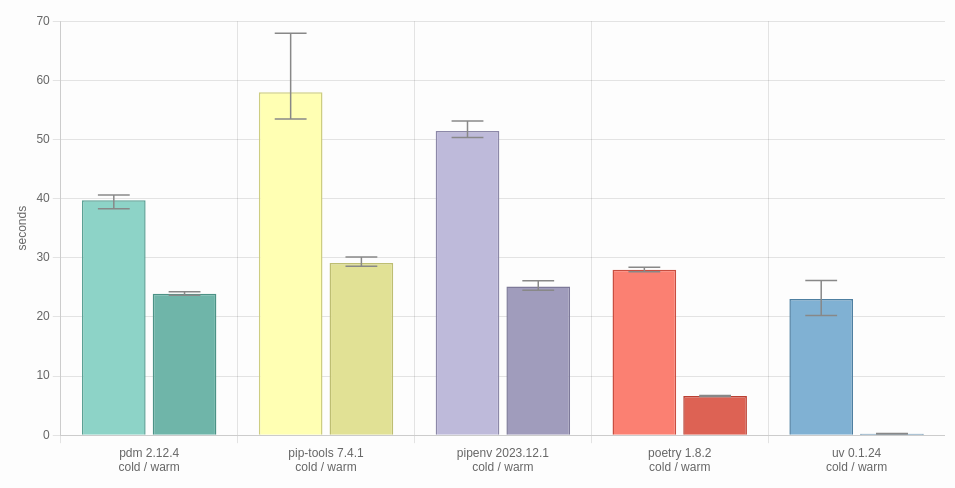 70
60
50
40
30
20
10
0
seconds
pdm 2.12.4
cold / warm
pip-tools 7.4.1
cold / warm
pipenv 2023.12.1
cold / warm
poetry 1.8.2
cold / warm
uv 0.1.24
cold / warm